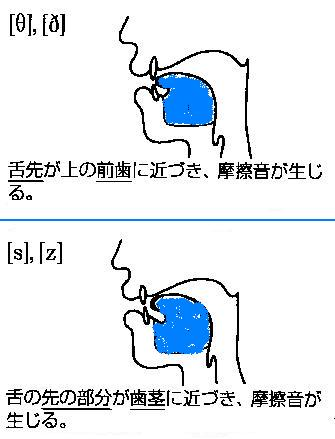 [θ], [ð]
舌先が上の前歯に近づき、摩擦音が生じ
る。
[s], [z]
舌の先の部分が歯茎に近づき、摩擦音が
生じる。